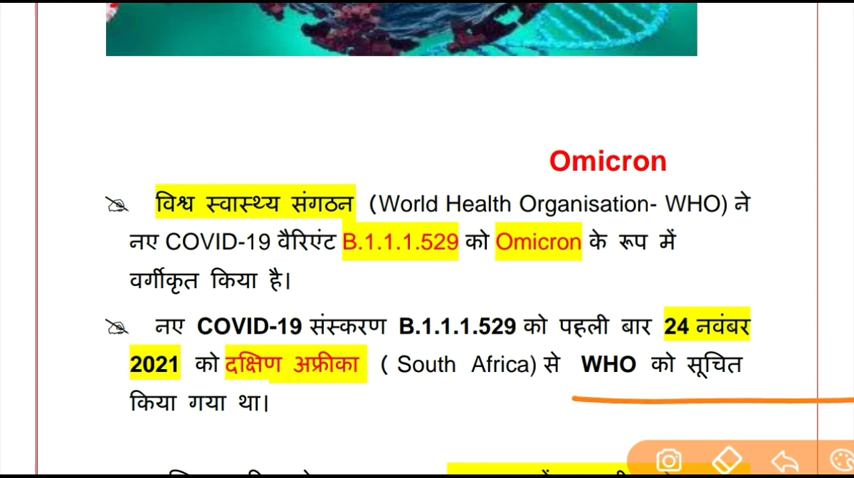 Omicron
विश्व स्वास्थ्य संगठन (World Health Organisation- WHO) ने
नए COVID-19 वैरिएंट B.1.1.1.529 को Omicron के रूप में
वर्गीकृत किया है।
नए COVID-19 संस्करण B.1.1.1.529 को पहली बार 24 नवंबर
2021 को दक्षिण अफ्रीका ( South Africa) से WHO को सूचित
किया गया था।